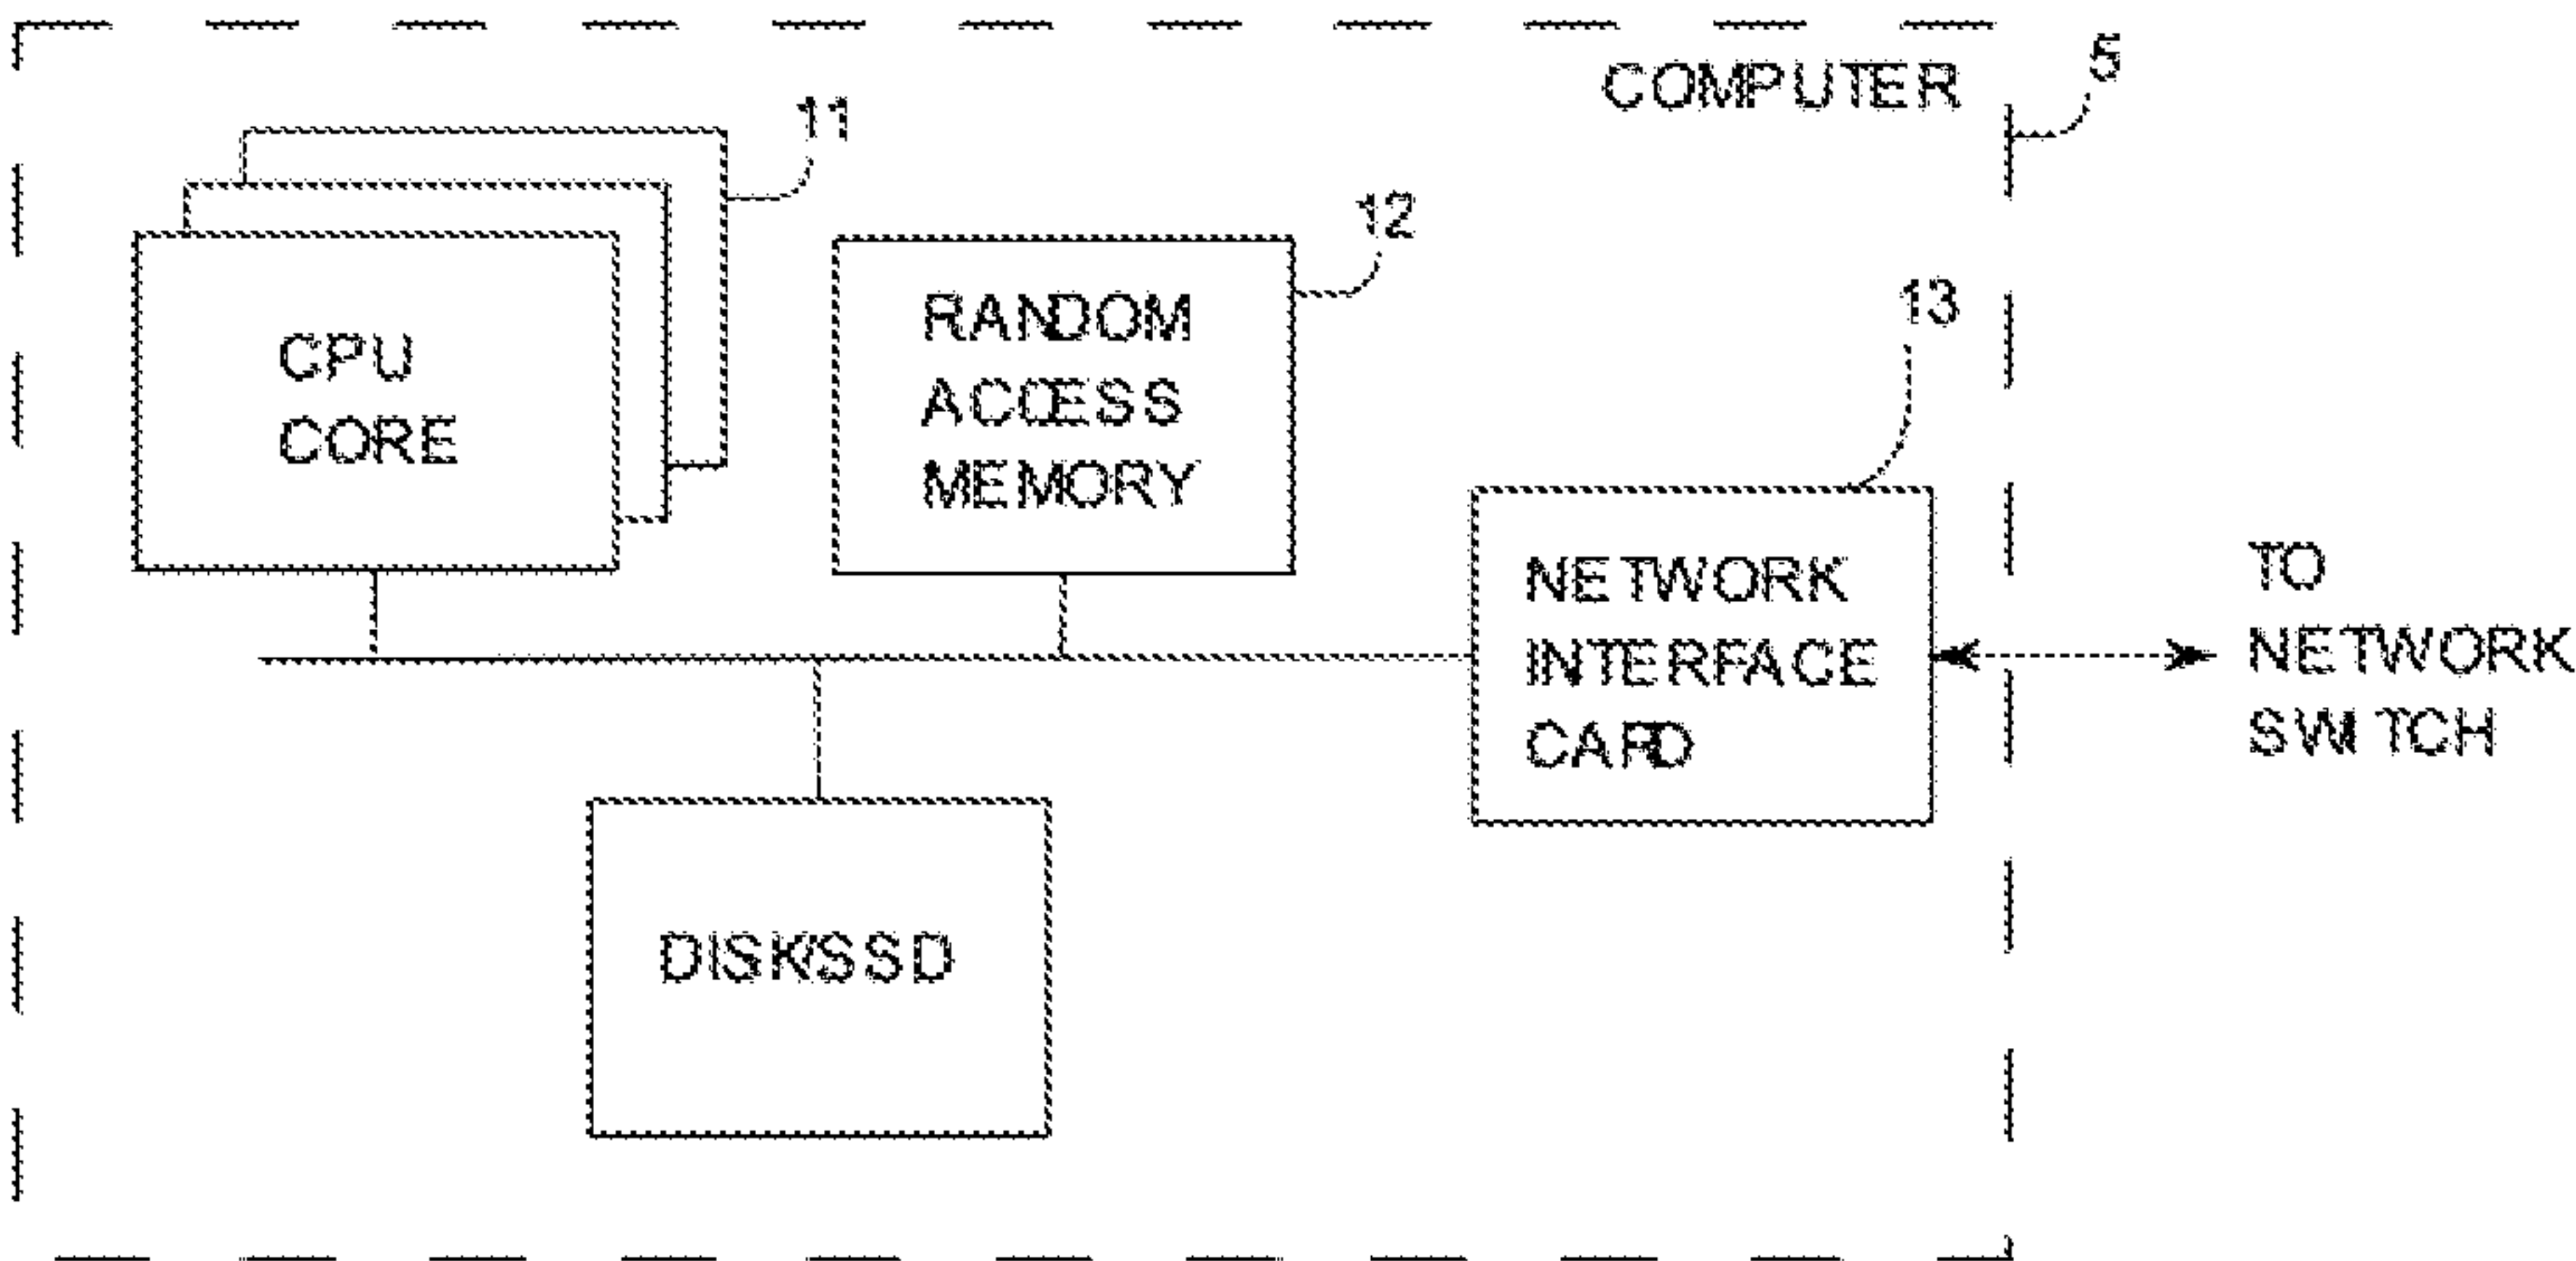 COMPUTER
5
11
12
13
CPU
CORE
RANDOM
ACCESS
MEMORY
NETWORK
INTERFACE
CARD
TO
NETWORK
SWITCH
DISK/SSD